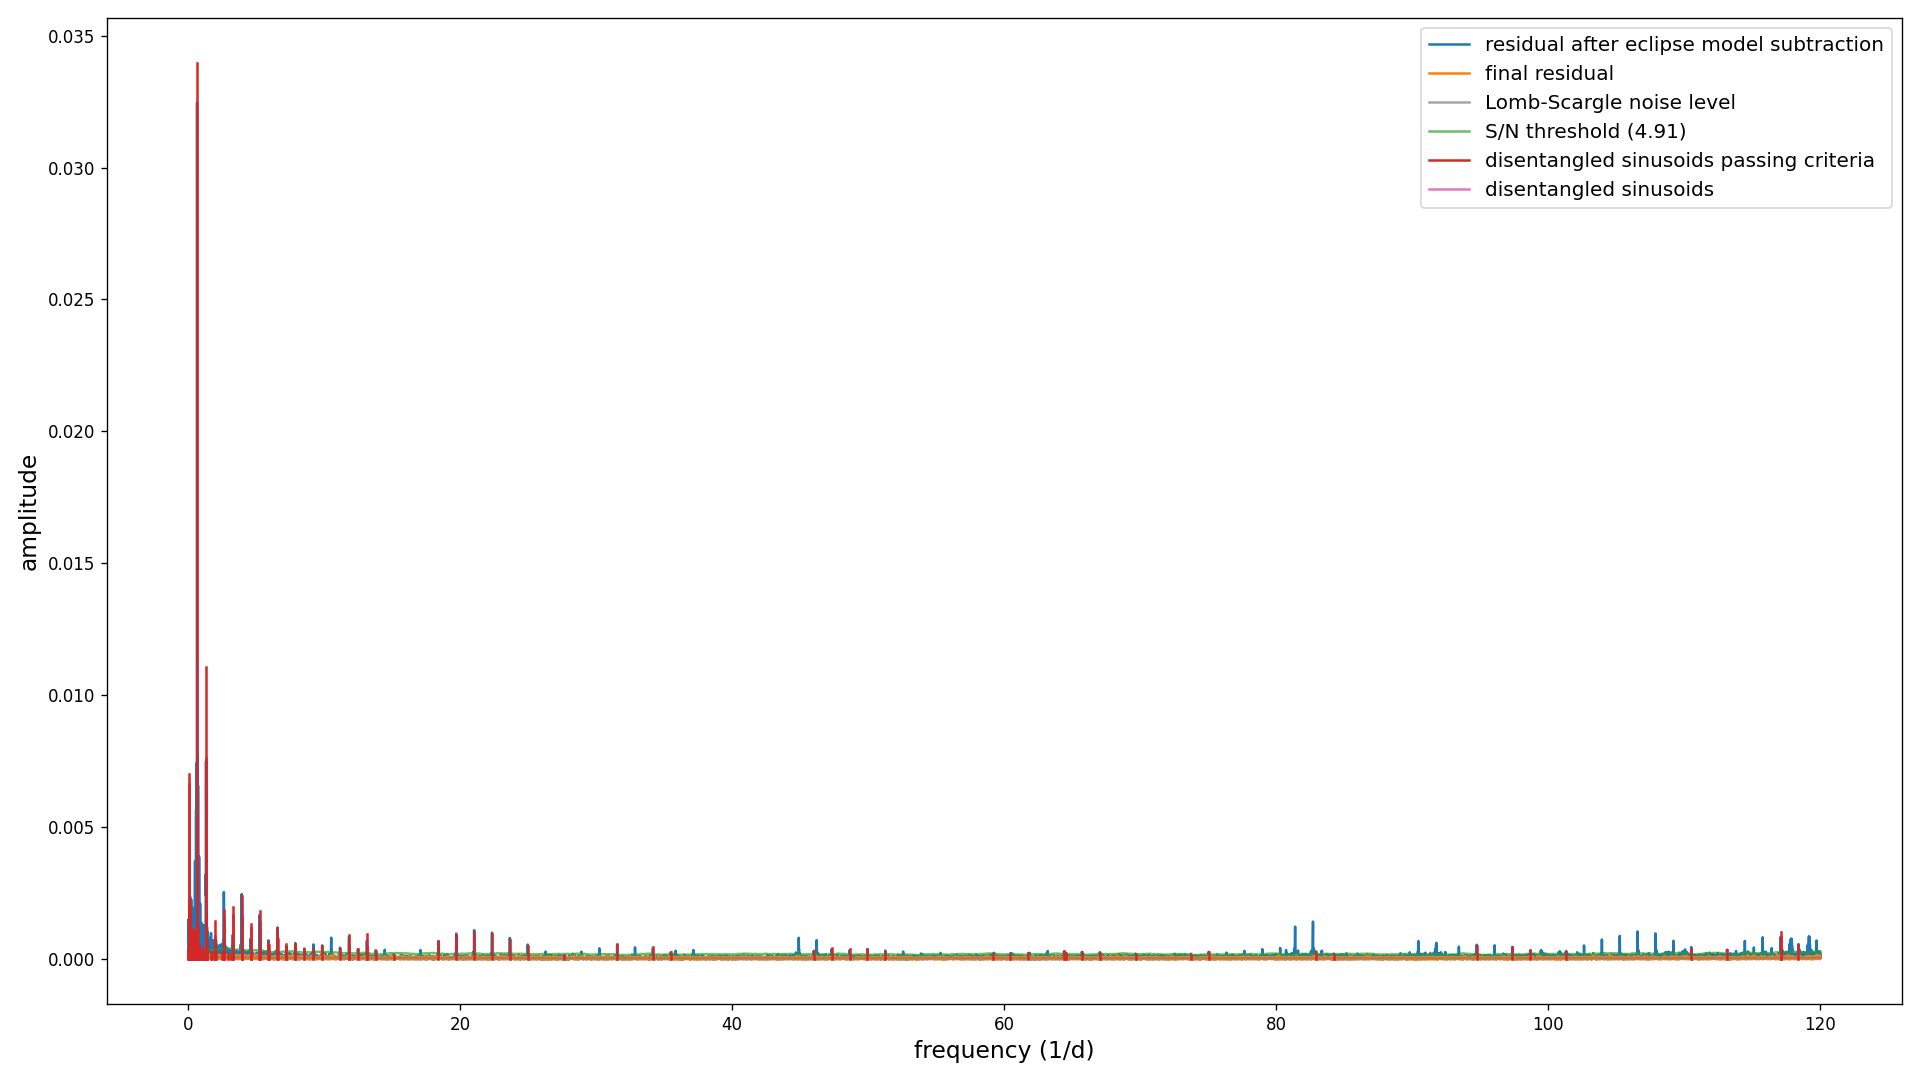 residual after eclipse model subtraction
final residual
Lomb-Scargle noise level
S/N threshold (4.91)
disentangled sinusoids passing criteria
disentangled sinusoids
amplitude
0.035
0.030
0.025
0.020
0.015
0.010
0.005
0.000
0 20 40 60 80 100 120
frequency (1/d)